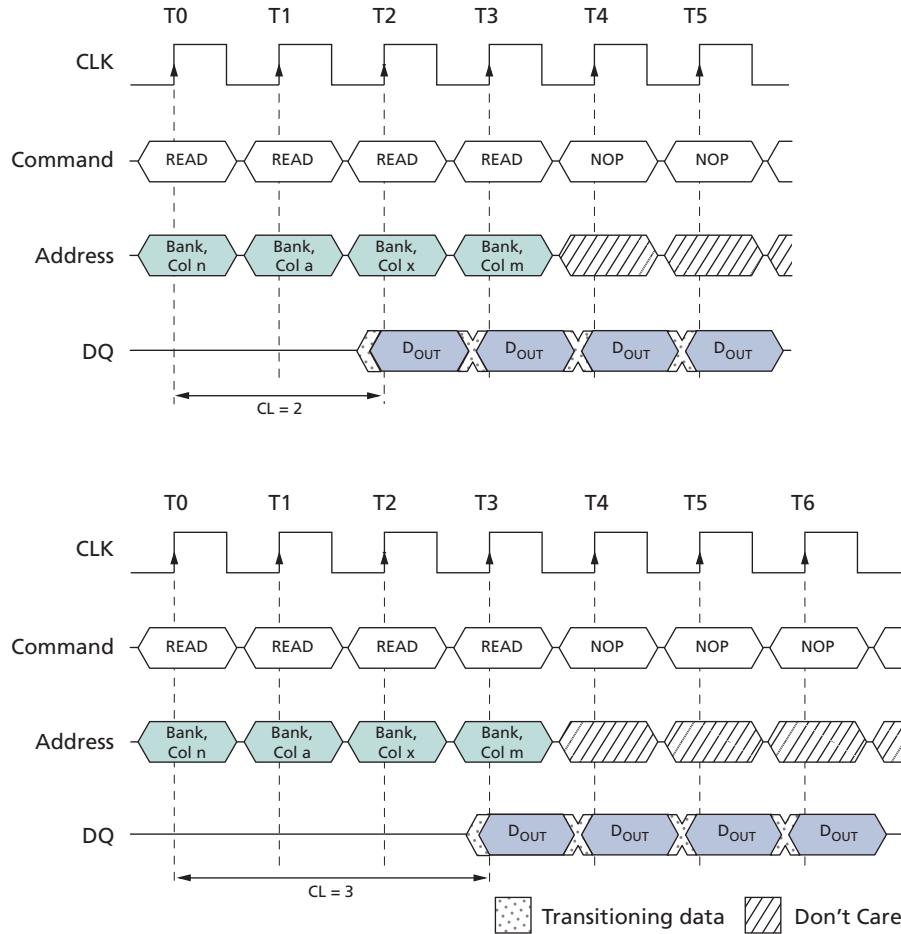 T0 T1 T2 T3 T4 T5
CLK
Command READ READ READ READ NOP NOP
Address Bank, Col n Bank, Col a Bank, Col x Bank, Col m
DQ DOUT DOUT DOUT DOUT
CL = 2
T0 T1 T2 T3 T4 T5 T6
CLK
Command READ READ READ READ NOP NOP NOP
Address Bank, Col n Bank, Col a Bank, Col x Bank, Col m
DQ DOUT DOUT DOUT DOUT
CL = 3
Transitioning data Don't Care